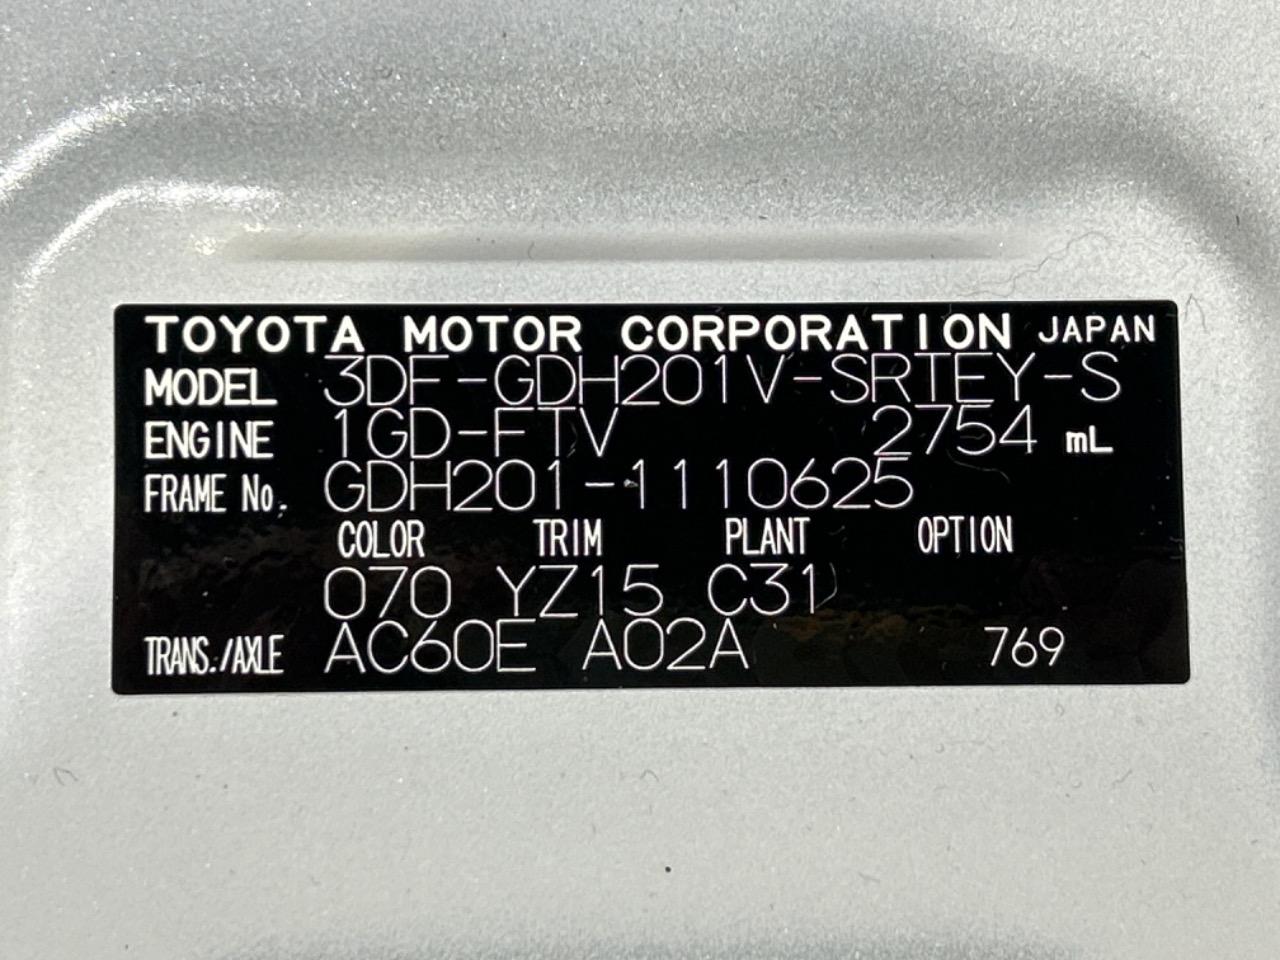 TOYOTA MOTOR CORPORATION JAPAN
MODEL 3DF-GDH201V-SRTEY-S
ENGINE 1GD-FTV 2754 mL
FRAME No. GDH201-1110625
COLOR TRIM PLANT OPTION
070 YZ15 C31
TRANS./AXLE AC60E A02A 769